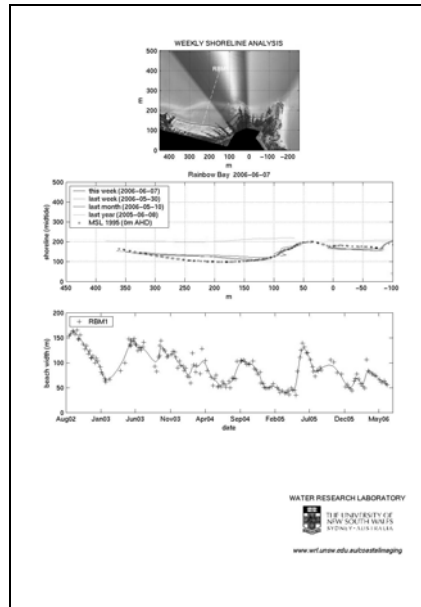 WEEKLY SHORELINE ANALYSIS
500
400
300
200
100
0
m
RBM1
400 300 200 100 0 -100 -200
m
Rainbow Bay 2006-06-07
500
400
300
200
100
0
shoreline (midtide)
this week (2006-06-07)
last week (2006-05-30)
last month (2006-05-10)
last year (2005-06-08)
MSL 1995 (0m AHD)
450 400 350 300 250 200 150 100 50 0 -50 -100
m
200
150
100
50
0
beach width (m)
RBM1
Aug02 Jan03 Jun03 Nov03 Apr04 Sep04 Feb05 Jul05 Dec05 May06
date
WATER RESEARCH LABORATORY
THE UNIVERSITY OF
NEW SOUTH WALES
SYDNEY · AUSTRALIA
www.wrl.unsw.edu.au/coastalimaging